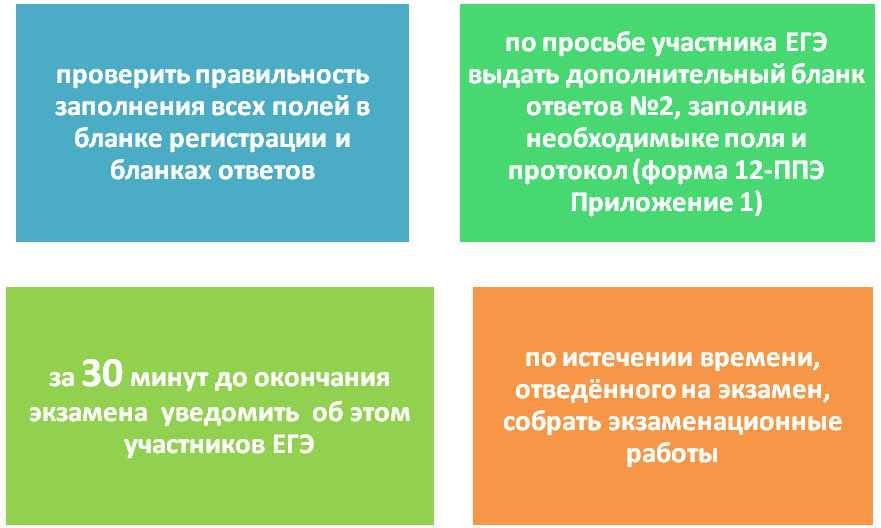 проверить правильность
заполнения всех полей в
бланке регистрации и
бланках ответов
по просьбе участника ЕГЭ
выдать дополнительный бланк
ответов №2, заполнив
необходимыке поля и
протокол (форма 12-ППЭ
Приложение 1)
за 30 минут до окончания
экзамена уведомить об этом
участников ЕГЭ
по истечении времени,
отведённого на экзамен,
собрать экзаменационные
работы